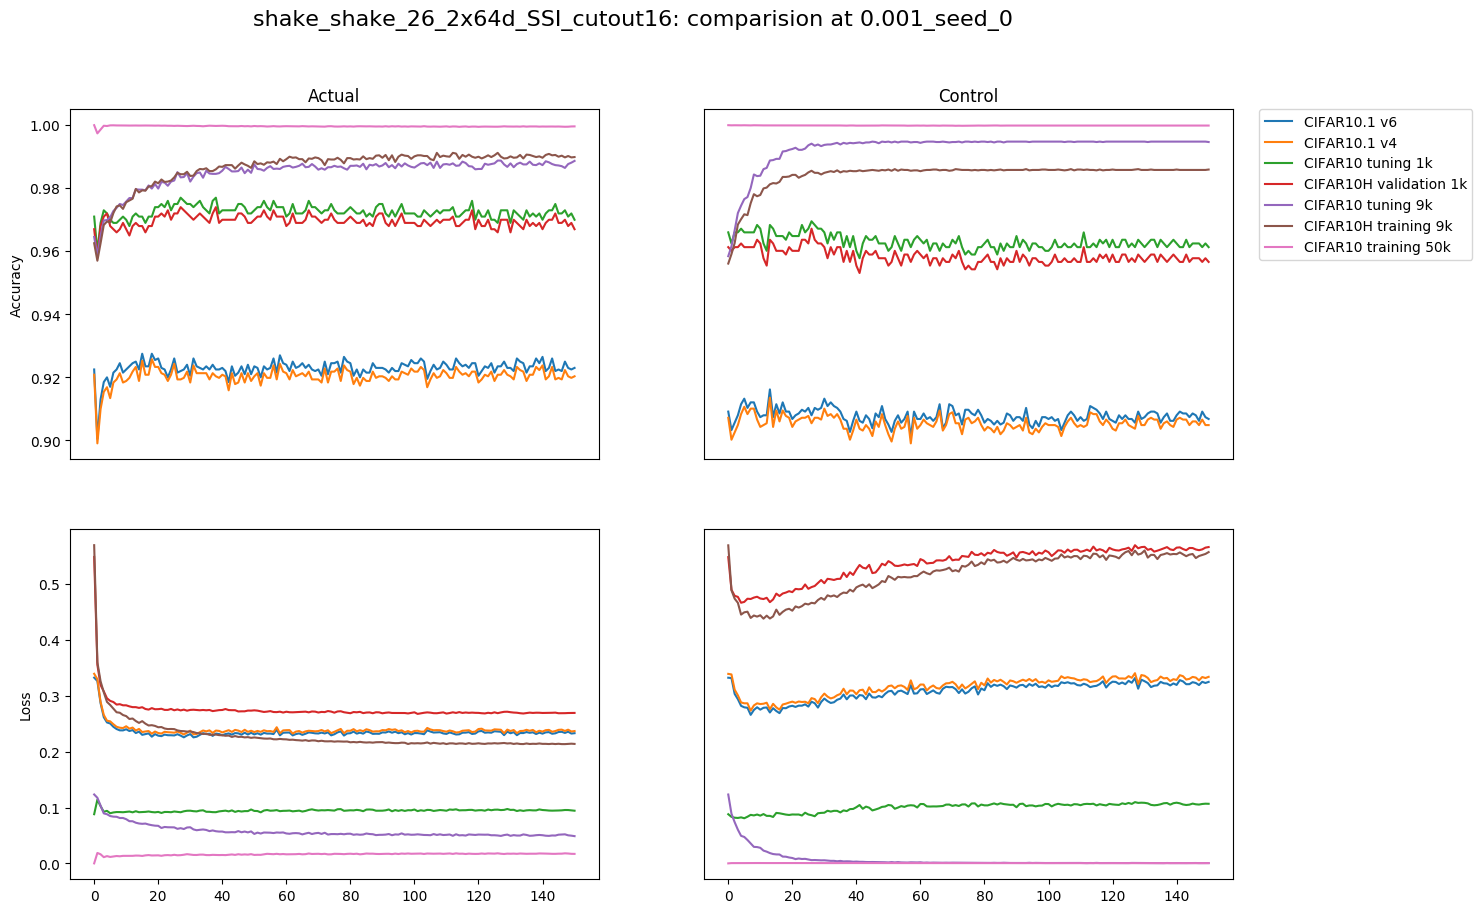 shake_shake_26_2x64d_SSI_cutout16: comparision at 0.001_seed_0
Actual
Control
1.00
0.98
0.96
0.94
0.92
0.90
Accuracy
CIFAR10.1 v6
CIFAR10.1 v4
CIFAR10 tuning 1k
CIFAR10H validation 1k
CIFAR10 tuning 9k
CIFAR10H training 9k
CIFAR10 training 50k
0.5
0.4
0.3
0.2
0.1
0.0
Loss
0 20 40 60 80 100 120 140
0 20 40 60 80 100 120 140